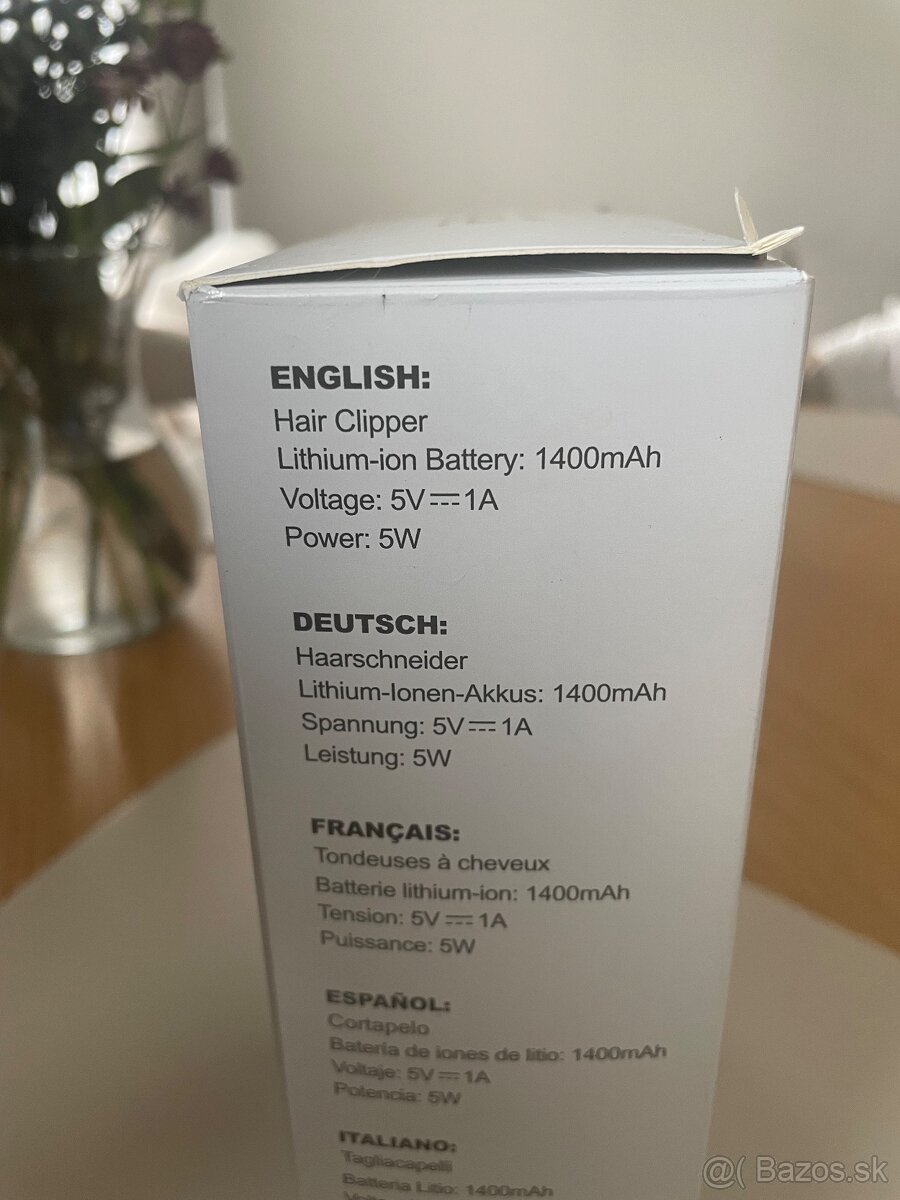 ENGLISH:
Hair Clipper
Lithium-ion Battery: 1400mAh
Voltage: 5V⎓1A
Power: 5W
DEUTSCH:
Haarschneider
Lithium-Ionen-Akkus: 1400mAh
Spannung: 5V⎓1A
Leistung: 5W
FRANÇAIS:
Tondeuses à cheveux
Batterie lithium-ion: 1400mAh
Tension: 5V⎓1A
Puissance: 5W
ESPAÑOL:
Cortapelo
Bateria de iones de litio: 1400mAh
Voltaje: 5V⎓1A
Potencia: 5W
ITALIANO:
Tagliacapelli
Batteria Litio: 1400mAh
@( Bazos.sk